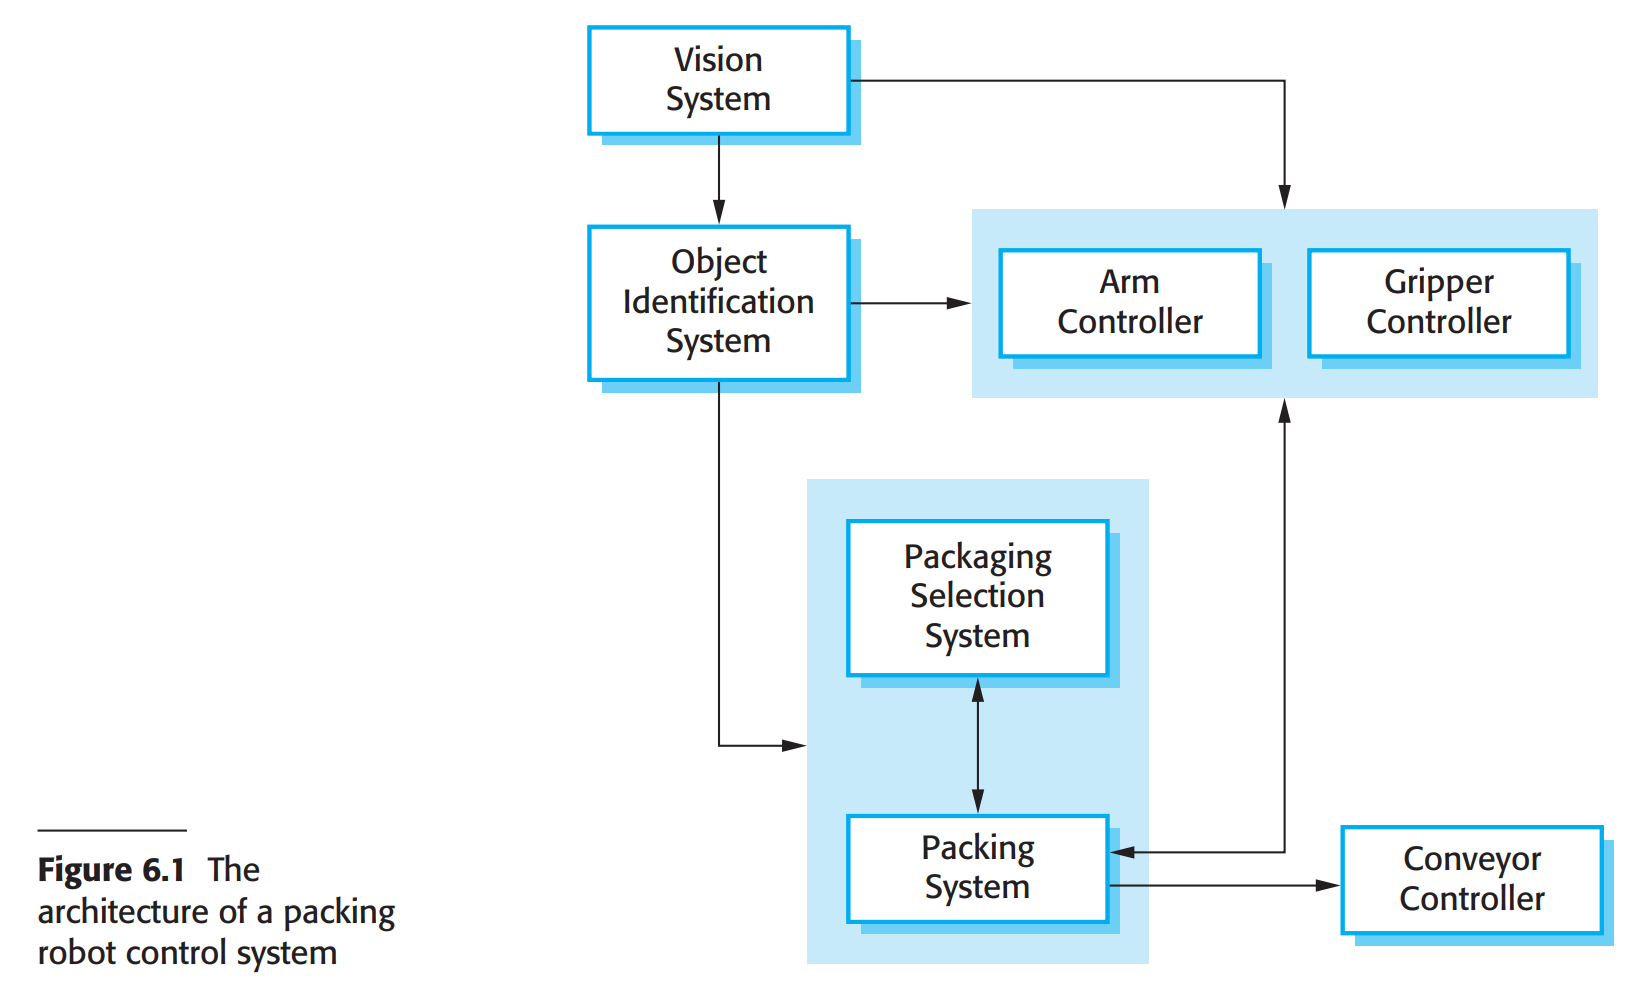 Vision
System
Object
Identification
System
Arm
Controller
Gripper
Controller
Packaging
Selection
System
Packing
System
Conveyor
Controller
Figure 6.1 The
architecture of a packing
robot control system